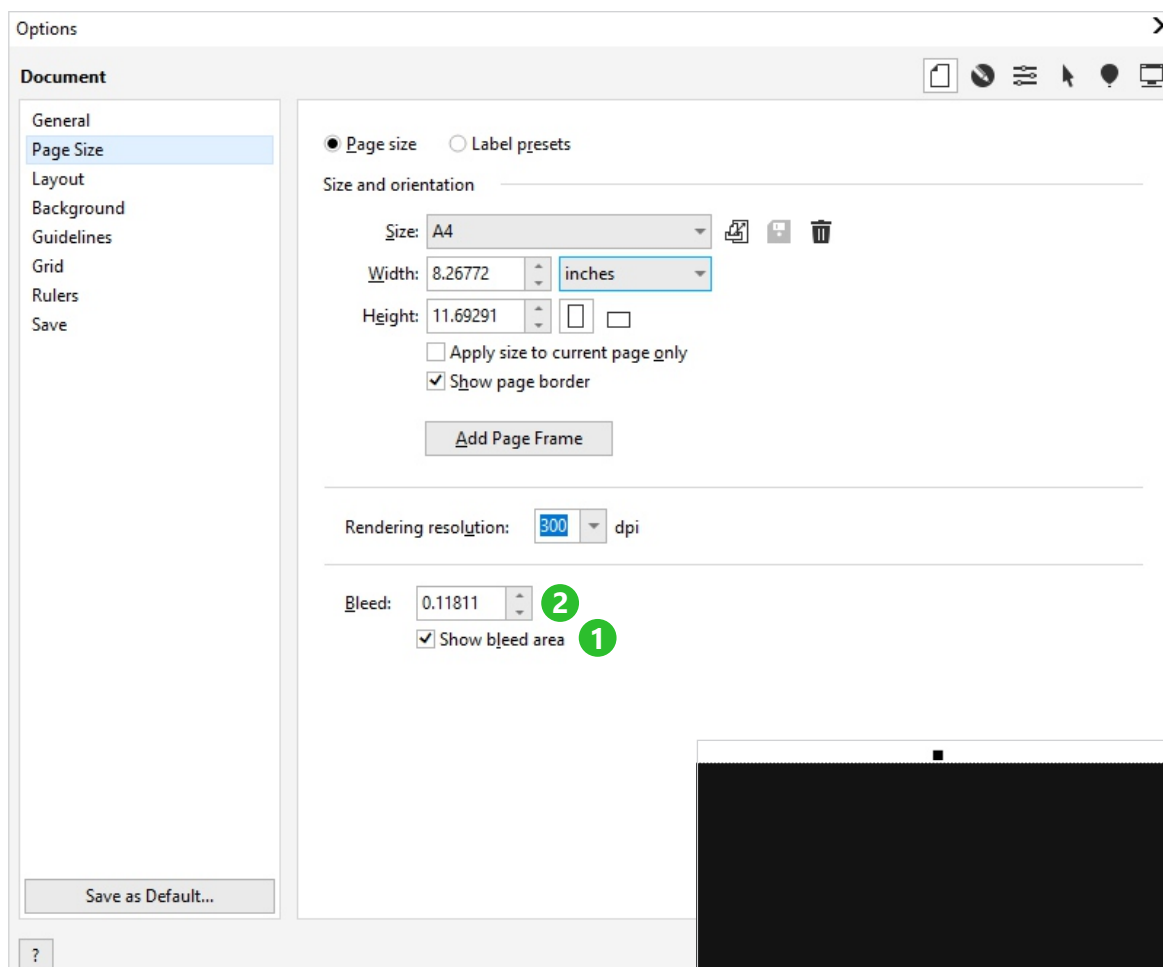 Options
Document
General
Page Size
Layout
Background
Guidelines
Grid
Rulers
Save
Save as Default...
?
Page size Label presets
Size and orientation
Size: A4
Width: 8.26772 inches
Height: 11.69291
Apply size to current page only
Show page border
Add Page Frame
Rendering resolution: 300 dpi
Bleed: 0.11811 2
Show bleed area 1